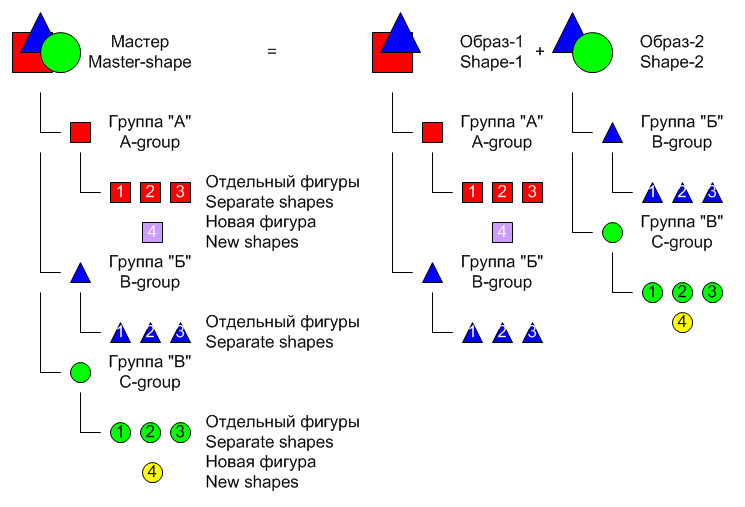 Мастер
Master-shape
=
Образ-1
Shape-1
+
Образ-2
Shape-2
Группа "А"
A-group
1 2 3
Отдельный фигуры
Separate shapes
4
Новая фигура
New shapes
Группа "Б"
B-group
1 2 3
Отдельный фигуры
Separate shapes
Группа "В"
C-group
1 2 3
Отдельный фигуры
Separate shapes
4
Новая фигура
New shapes
Группа "А"
A-group
1 2 3
4
Группа "Б"
B-group
1 2 3
Группа "Б"
B-group
1 2 3
Группа "В"
C-group
1 2 3
4